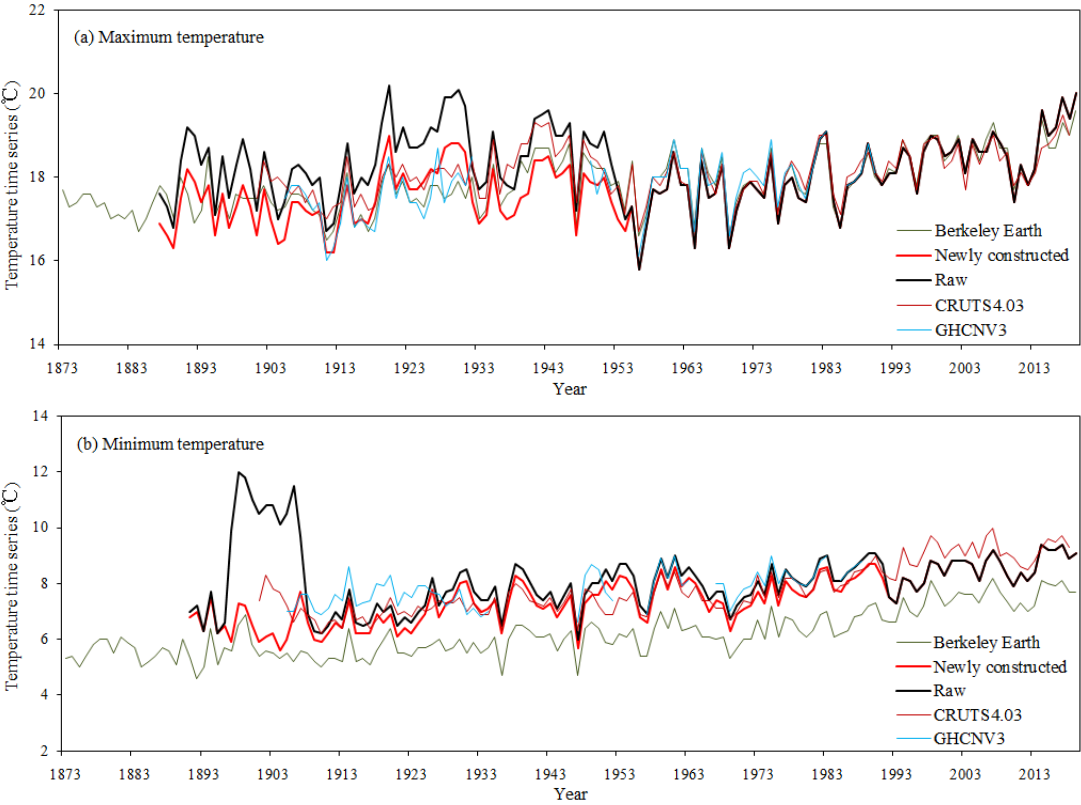 22
(a) Maximum temperature
20
18
16
14
Temperature time series (℃)
Berkeley Earth
Newly constructed
Raw
CRUTS4.03
GHCNV3
1873 1883 1893 1903 1913 1923 1933 1943 1953 1963 1973 1983 1993 2003 2013
Year
14
(b) Minimum temperature
12
10
8
6
4
2
Temperature time series (℃)
Berkeley Earth
Newly constructed
Raw
CRUTS4.03
GHCNV3
1873 1883 1893 1903 1913 1923 1933 1943 1953 1963 1973 1983 1993 2003 2013
Year